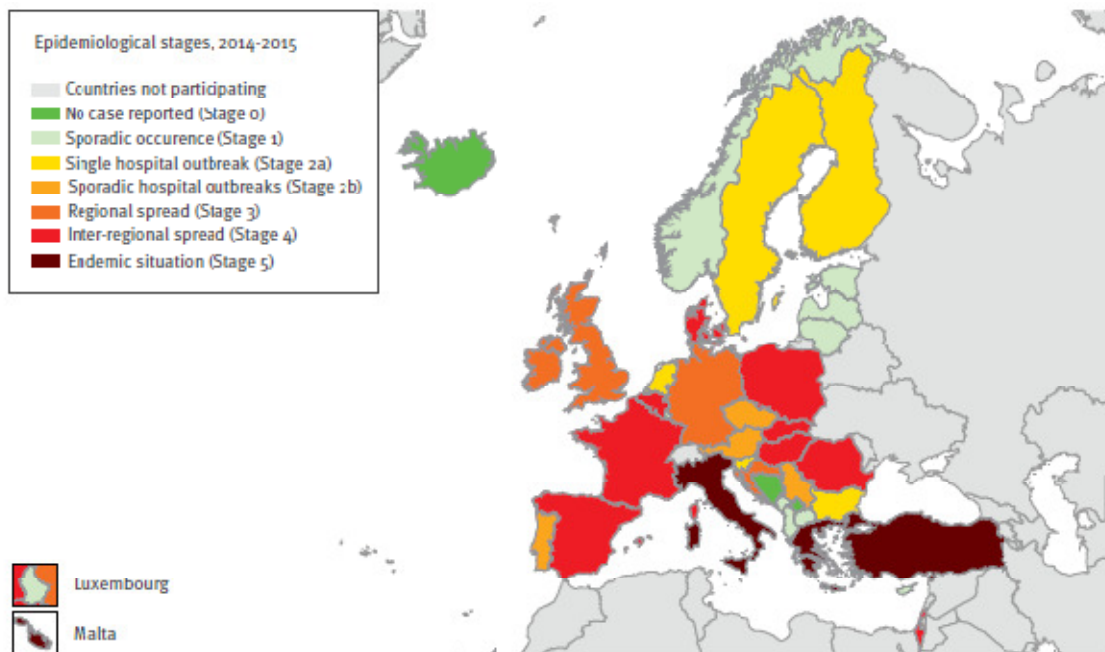 Epidemiological stages, 2014-2015
Countries not participating
No case reported (Stage 0)
Sporadic occurence (Stage 1)
Single hospital outbreak (Stage 2a)
Sporadic hospital outbreaks (Stage 2b)
Regional spread (Stage 3)
Inter-regional spread (Stage 4)
Endemic situation (Stage 5)
Luxembourg
Malta